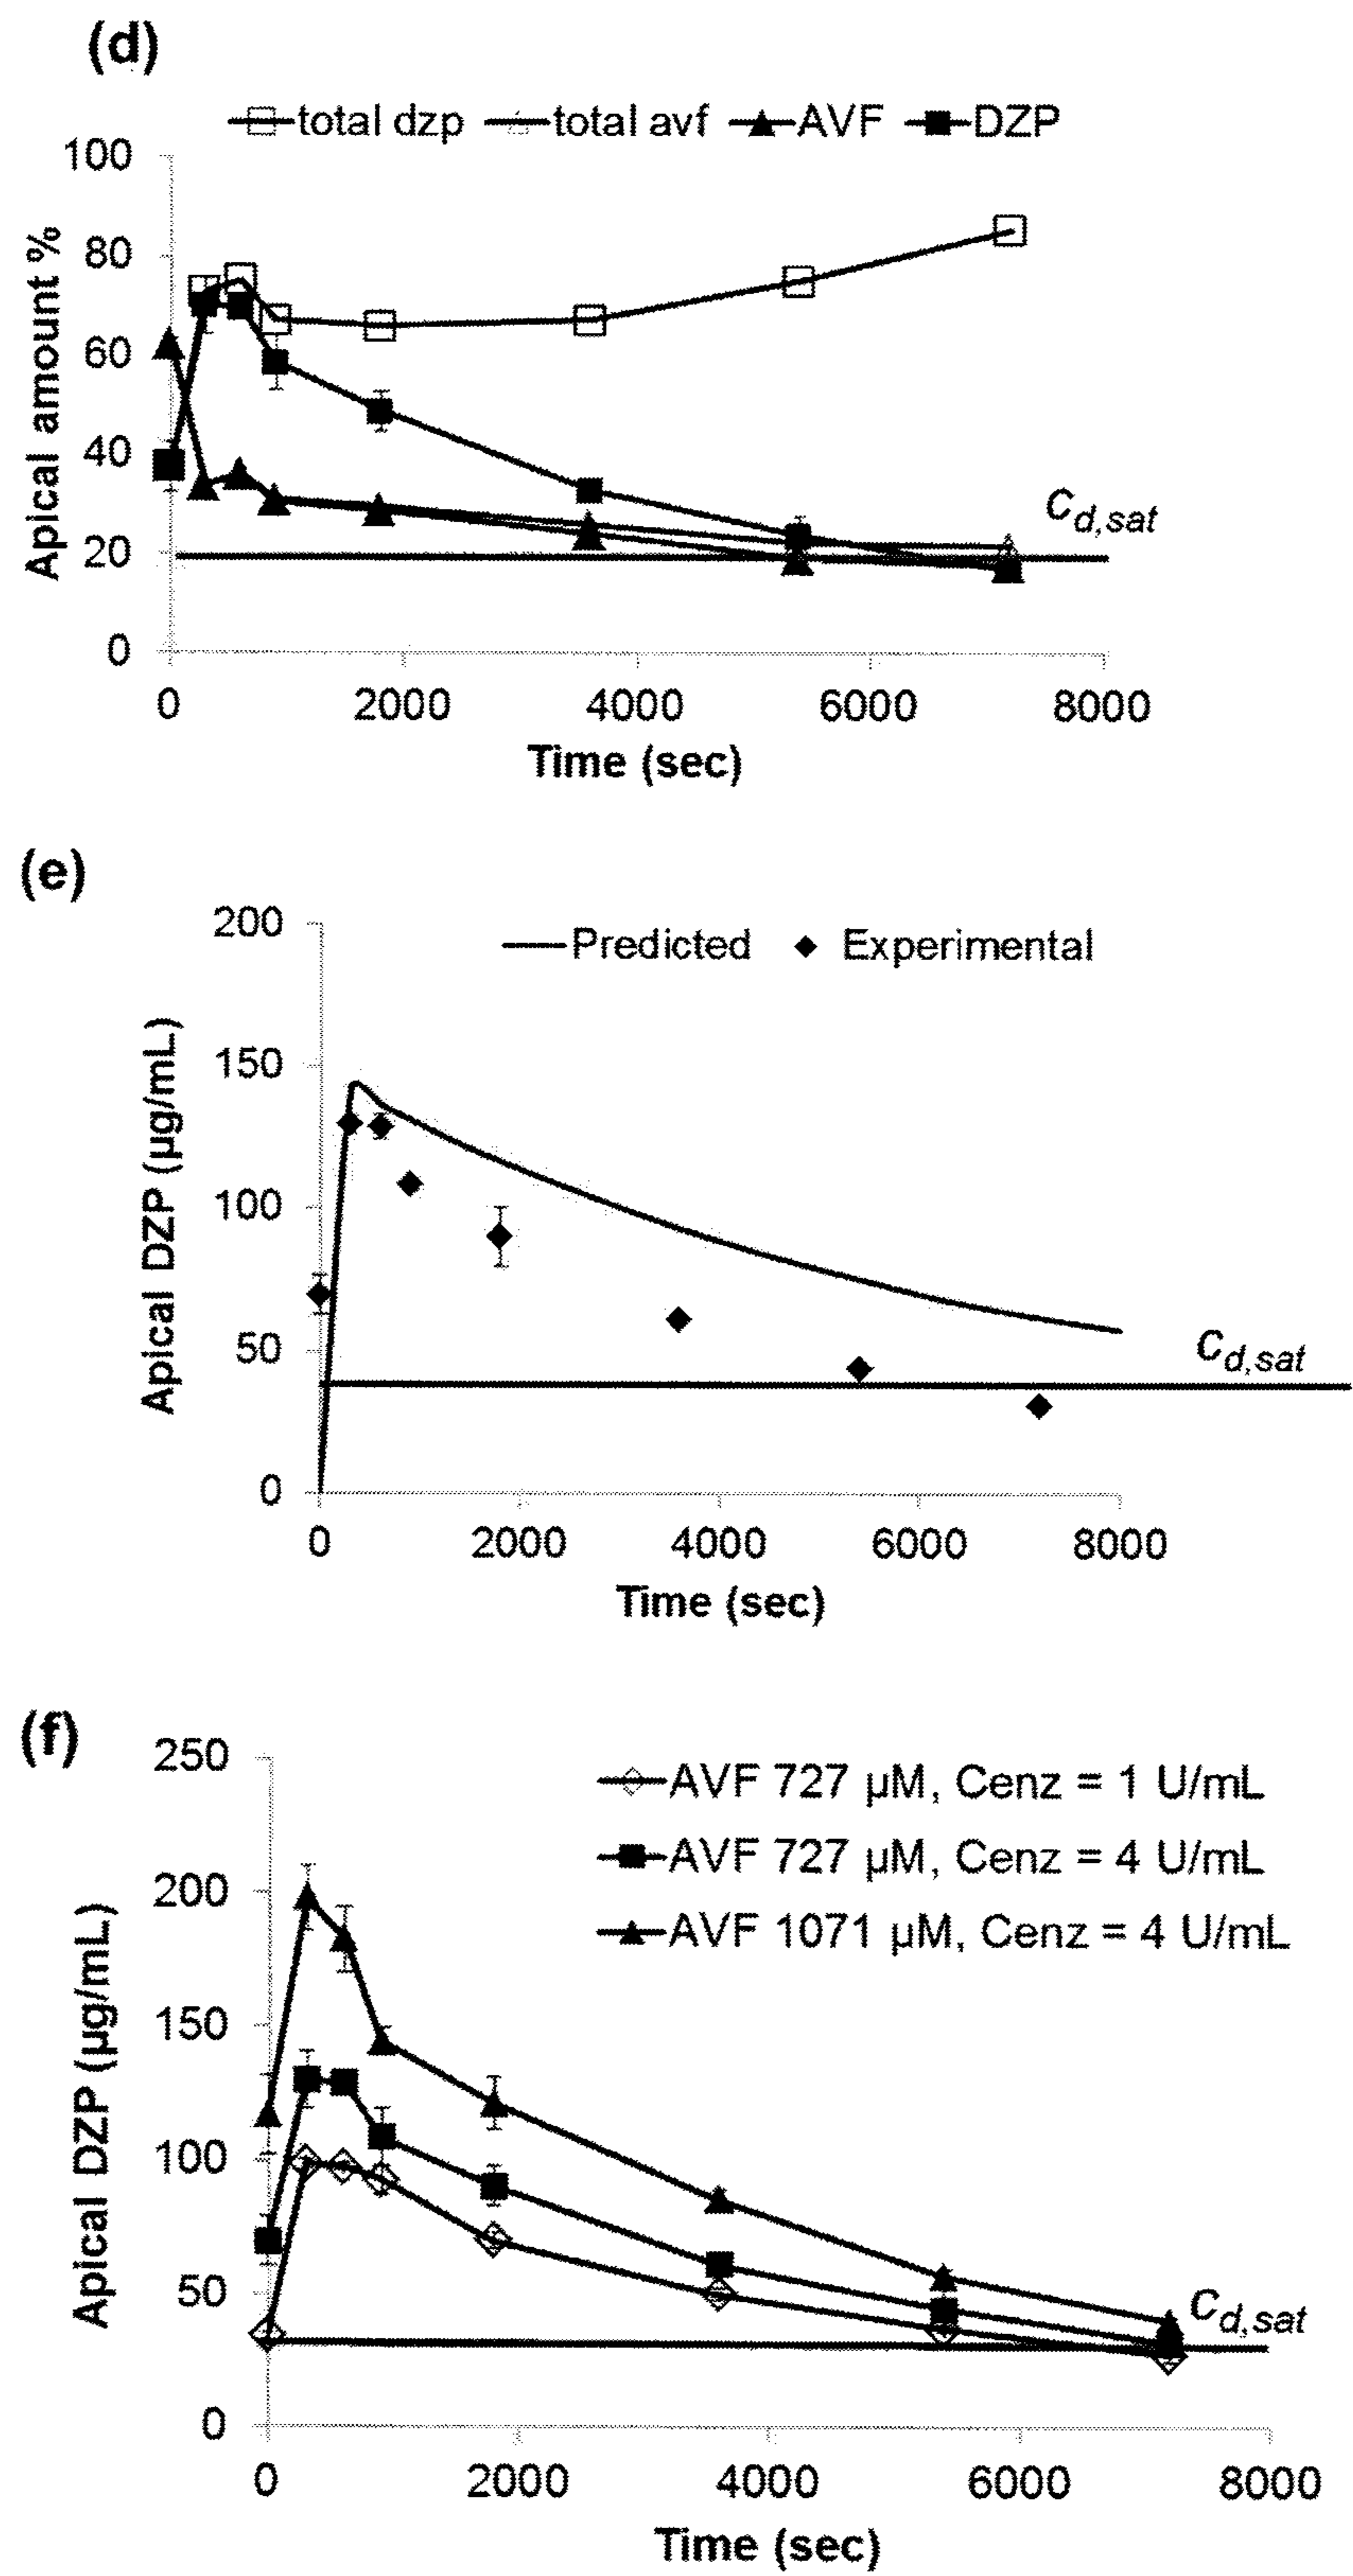 (d)
total dzp total avf AVF DZP
100
80
60
40
20
0
Apical amount %
Cd,sat
0 2000 4000 6000 8000
Time (sec)
(e)
200
150
100
50
0
Predicted Experimental
Apical DZP (µg/mL)
Cd,sat
0 2000 4000 6000 8000
Time (sec)
(f)
250
200
150
100
50
0
AVF 727 µM, Cenz = 1 U/mL
AVF 727 µM, Cenz = 4 U/mL
AVF 1071 µM, Cenz = 4 U/mL
Apical DZP (µg/mL)
Cd,sat
0 2000 4000 6000 8000
Time (sec)